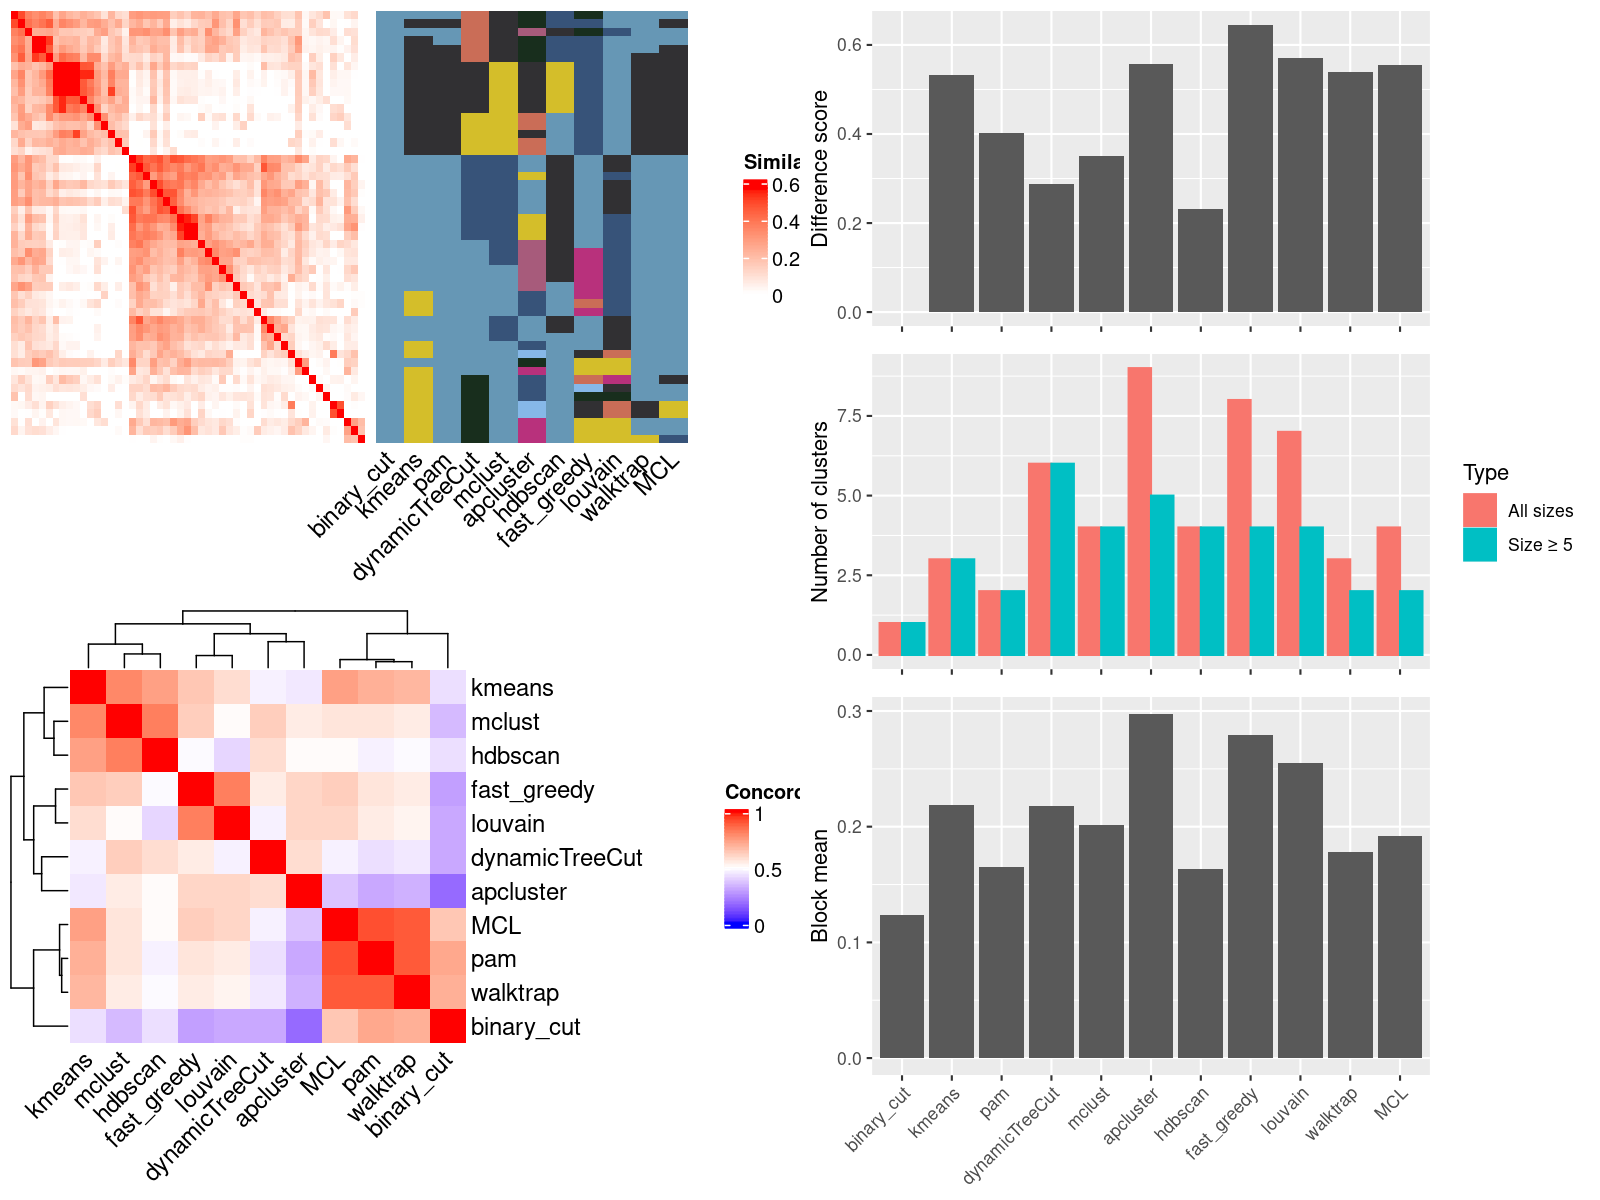 Simila
0.6
0.4
0.2
0
binary_cut
kmeans
pam
dynamicTreeCut
mclust
apcluster
hdbscan
fast_greedy
louvain
walktrap
MCL
kmeans
mclust
hdbscan
fast_greedy
louvain
dynamicTreeCut
apcluster
MCL
pam
walktrap
binary_cut
kmeans
mclust
hdbscan
fast_greedy
louvain
dynamicTreeCut
apcluster
MCL
pam
walktrap
binary_cut
Concord
1
0.5
0
Difference score
0.6
0.4
0.2
0.0
Number of clusters
7.5
5.0
2.5
0.0
Type
All sizes
Size ≥ 5
Block mean
0.3
0.2
0.1
0.0
binary_cut
kmeans
pam
dynamicTreeCut
mclust
apcluster
hdbscan
fast_greedy
louvain
walktrap
MCL